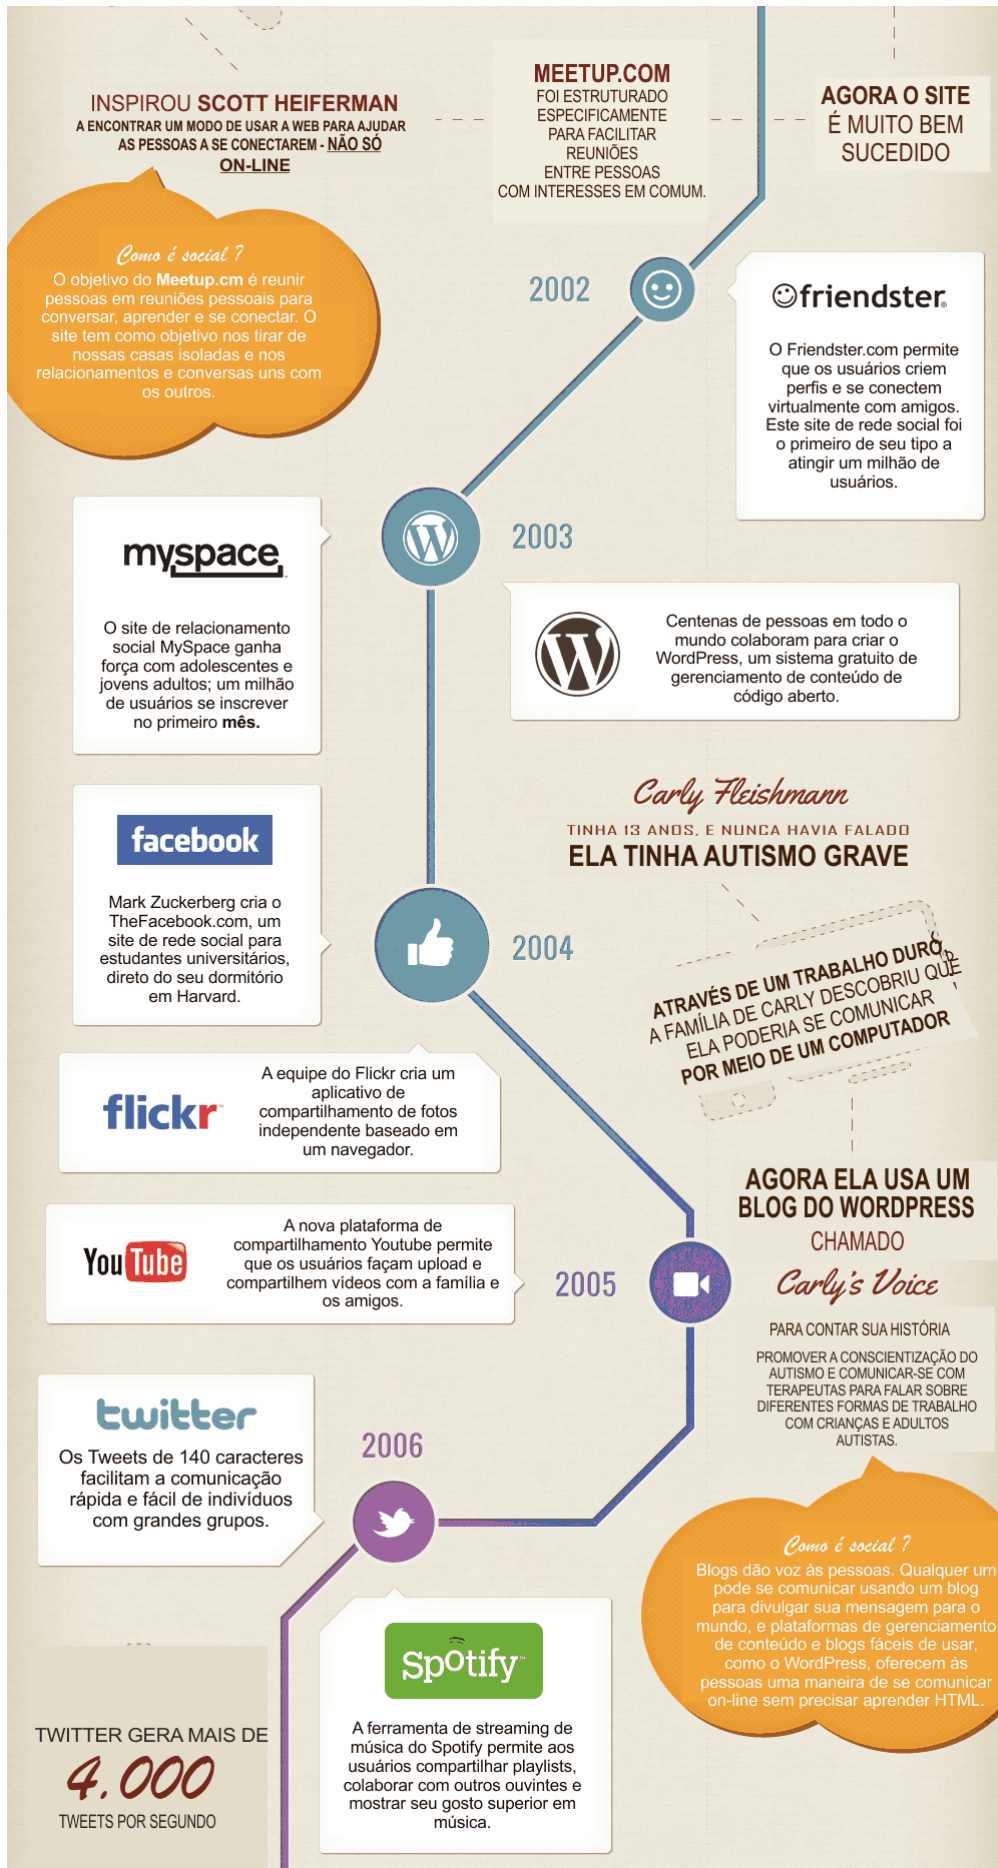 INSPIROU SCOTT HEIFERMAN
A ENCONTRAR UM MODO DE USAR A WEB PARA AJUDAR
AS PESSOAS A SE CONECTAREM - NÃO SÓ
ON-LINE
MEETUP.COM
FOI ESTRUTURADO
ESPECIFICAMENTE
PARA FACILITAR
REUNIÕES
ENTRE PESSOAS
COM INTERESSES EM COMUM.
AGORA O SITE
É MUITO BEM
SUCEDIDO
Como é social ?
O objetivo do Meetup.cm é reunir
pessoas em reuniões pessoais para
conversar, aprender e se conectar. O
site tem como objetivo nos tirar de
nossas casas isoladas e nos
relacionamentos e conversas uns com
os outros.
2002
friendster
O Friendster.com permite
que os usuários criem
perfis e se conectem
virtualmente com amigos.
Este site de rede social foi
o primeiro de seu tipo a
atingir um milhão de
usuários.
2003
myspace
O site de relacionamento
social MySpace ganha
força com adolescentes e
jovens adultos; um milhão
de usuários se inscrever
no primeiro mês.
Centenas de pessoas em todo o
mundo colaboram para criar o
WordPress, um sistema gratuito de
gerenciamento de conteúdo de
código aberto.
Carly Fleishmann
TINHA 13 ANOS, E NUNCA HAVIA FALADO
ELA TINHA AUTISMO GRAVE
facebook
Mark Zuckerberg cria o
TheFacebook.com, um
site de rede social para
estudantes universitários,
direto do seu dormitório
em Harvard.
2004
ATRAVÉS DE UM TRABALHO DURO,
A FAMÍLIA DE CARLY DESCOBRIU QUE
ELA PODERIA SE COMUNICAR
POR MEIO DE UM COMPUTADOR
flickr
A equipe do Flickr cria um
aplicativo de
compartilhamento de fotos
independente baseado em
um navegador.
AGORA ELA USA UM
BLOG DO WORDPRESS
CHAMADO
Carly's Voice
PARA CONTAR SUA HISTÓRIA
PROMOVER A CONSCIENTIZAÇÃO DO
AUTISMO E COMUNICAR-SE COM
TERAPEUTAS PARA FALAR SOBRE
DIFERENTES FORMAS DE TRABALHO
COM CRIANÇAS E ADULTOS
AUTISTAS.
YouTube
A nova plataforma de
compartilhamento Youtube permite
que os usuários façam upload e
compartilhem vídeos com a família e
os amigos.
2005
twitter
Os Tweets de 140 caracteres
facilitam a comunicação
rápida e fácil de indivíduos
com grandes grupos.
2006
Como é social ?
Blogs dão voz às pessoas. Qualquer um
pode se comunicar usando um blog
para divulgar sua mensagem para o
mundo, e plataformas de gerenciamento
de conteúdo e blogs fáceis de usar,
como o WordPress, oferecem às
pessoas uma maneira de se comunicar
on-line sem precisar aprender HTML.
Spotify
A ferramenta de streaming de
música do Spotify permite aos
usuários compartilhar playlists,
colaborar com outros ouvintes e
mostrar seu gosto superior em
música.
TWITTER GERA MAIS DE
4.000
TWEETS POR SEGUNDO